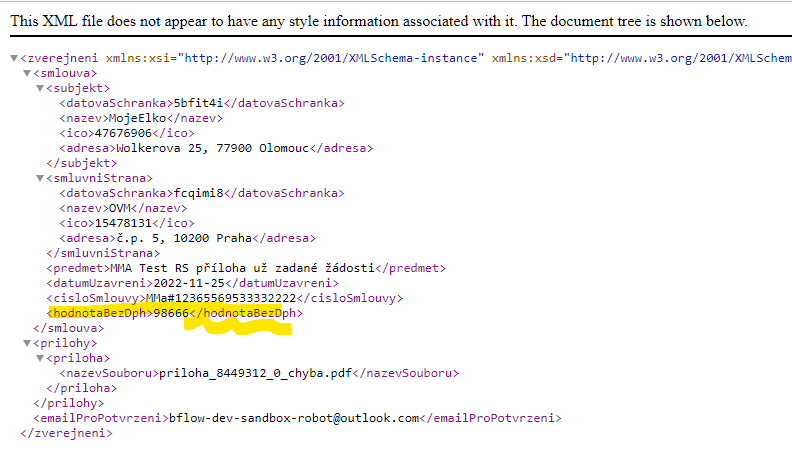 This XML file does not appear to have any style information associated with it. The document tree is shown below.
▼<zverejneni xmlns:xsi="http://www.w3.org/2001/XMLSchema-instance" xmlns:xsd="http://www.w3.org/2001/XMLSchem
▼<smlouva>
▼<subjekt>
<datovaSchranka>5bfit4i</datovaSchranka>
<nazev>MojeElko</nazev>
<ico>47676906</ico>
<adresa>Wolkerova 25, 77900 Olomouc</adresa>
</subjekt>
▼<smluvniStrana>
<datovaSchranka>fcqimi8</datovaSchranka>
<nazev>OVM</nazev>
<ico>15478131</ico>
<adresa>č.p. 5, 10200 Praha</adresa>
</smluvniStrana>
<predmet>MMA Test RS příloha už zadané žádosti</predmet>
<datumUzavreni>2022-11-25</datumUzavreni>
<cisloSmlouvy>MMa#12365569533332222</cisloSmlouvy>
<hodnotaBezDph>98666</hodnotaBezDph>
</smlouva>
▼<prilohy>
▼<priloha>
<nazevSouboru>priloha_8449312_0_chyba.pdf</nazevSouboru>
</priloha>
</prilohy>
<emailProPotvrzeni>bflow-dev-sandbox-robot@outlook.com</emailProPotvrzeni>
</zverejneni>